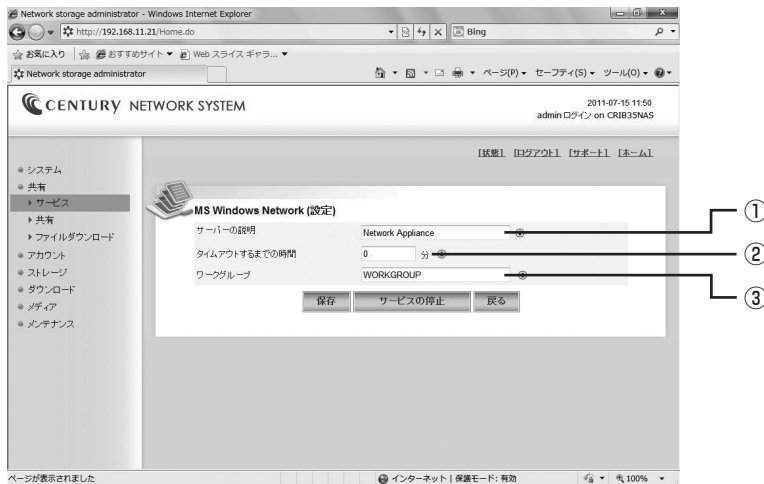 Network storage administrator - Windows Internet Explorer
http://192.168.11.21/Home.do
Bing
お気に入り
おすすめサイト ▼
Web スライス ギャラ... ▼
Network storage administrator
ページ(P) ▼ セーフティ(S) ▼ ツール(O) ▼
CENTURY NETWORK SYSTEM
2011-07-15 11:50
admin ログイン on CRIB35NAS
[状態] [ログアウト] [サポート] [ホーム]
システム
共有
サービス
共有
ファイルダウンロード
アカウント
ストレージ
ダウンロード
メディア
メンテナンス
MS Windows Network (設定)
サーバーの説明 Network Appliance
タイムアウトするまでの時間 0 分
ワークグループ WORKGROUP
保存 サービスの停止 戻る
①
②
③
ページが表示されました
インターネット | 保護モード: 有効
100% ▼